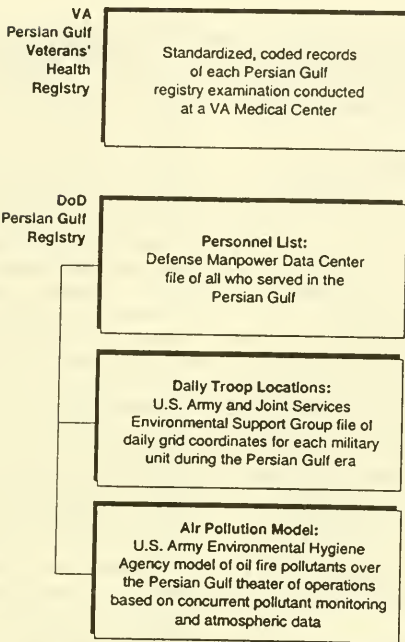 VA
Persian Gulf
Veterans'
Health
Registry
Standardized, coded records
of each Persian Gulf
registry examination conducted
at a VA Medical Center
DoD
Persian Gulf
Registry
Personnel List:
Defense Manpower Data Center
file of all who served in the
Persian Gulf
Daily Troop Locations:
U.S. Army and Joint Services
Environmental Support Group file of
daily grid coordinates for each military
unit during the Persian Gulf era
Air Pollution Model:
U.S. Army Environmental Hygiene
Agency model of oil fire pollutants over
the Persian Gulf theater of operations
based on concurrent pollutant monitoring
and atmospheric data